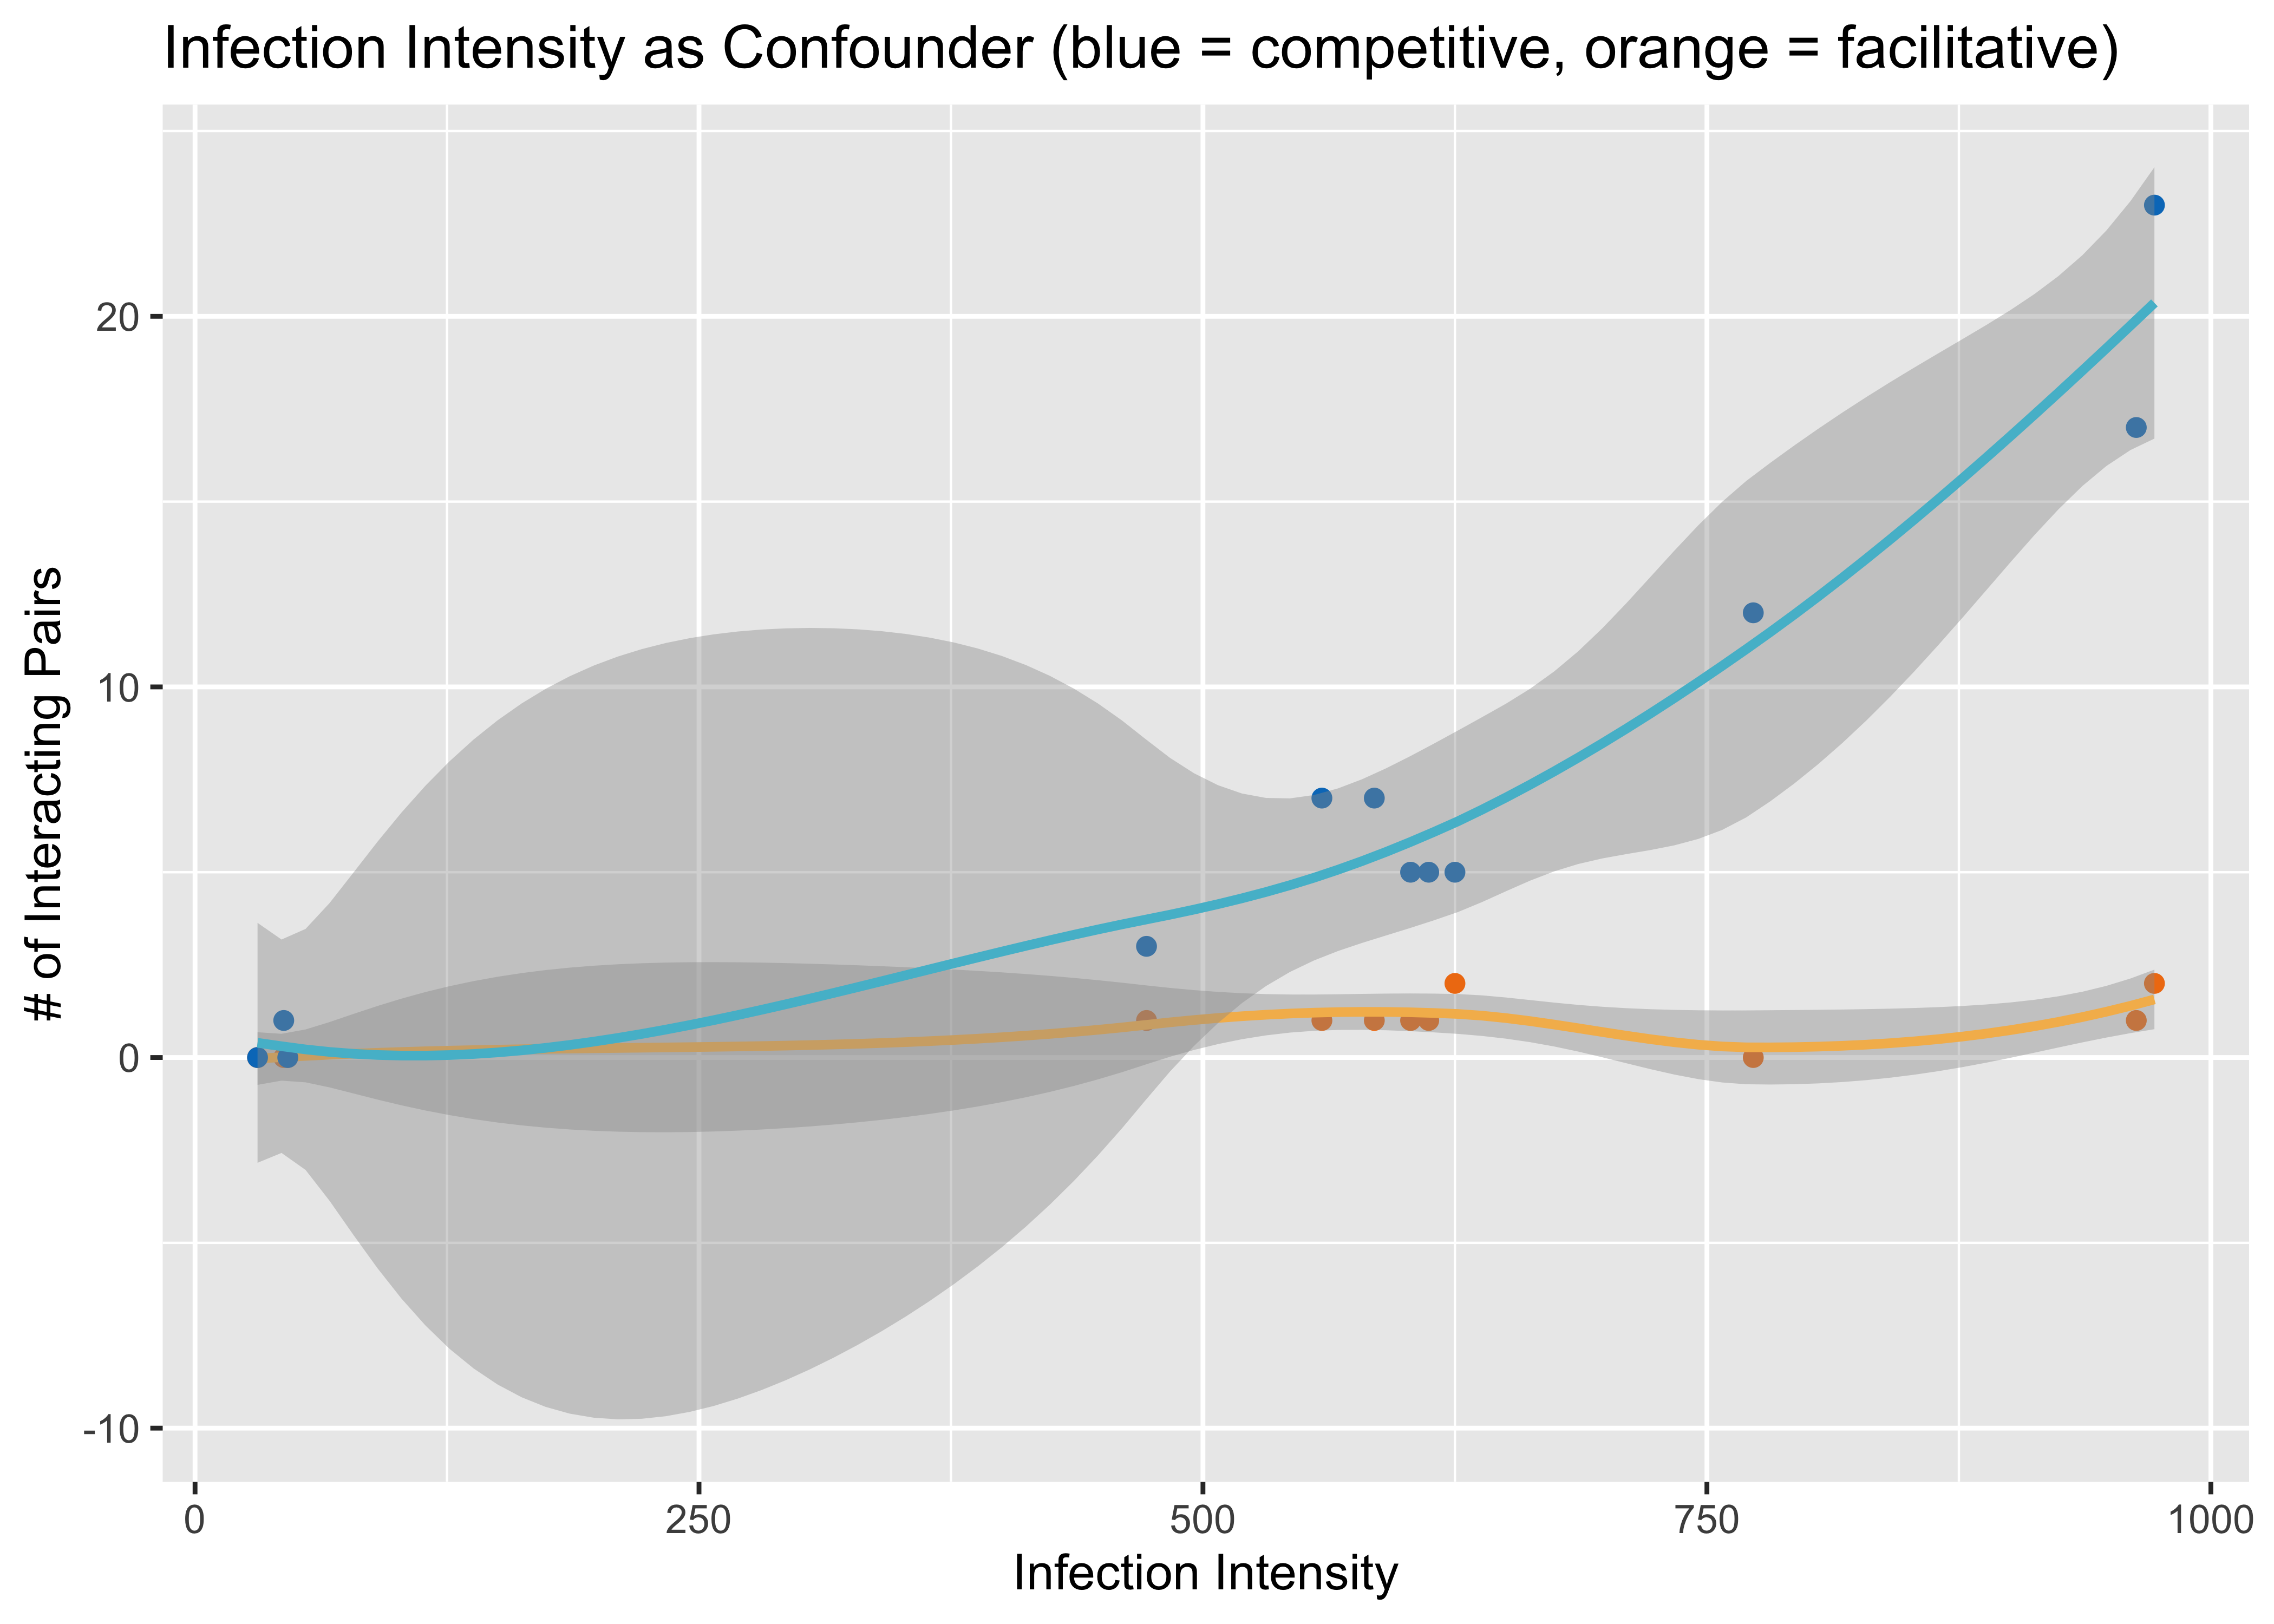 Infection Intensity as Confounder (blue = competitive, orange = facilitative)
# of Interacting Pairs
20
10
0
-10
0 250 500 750 1000
Infection Intensity